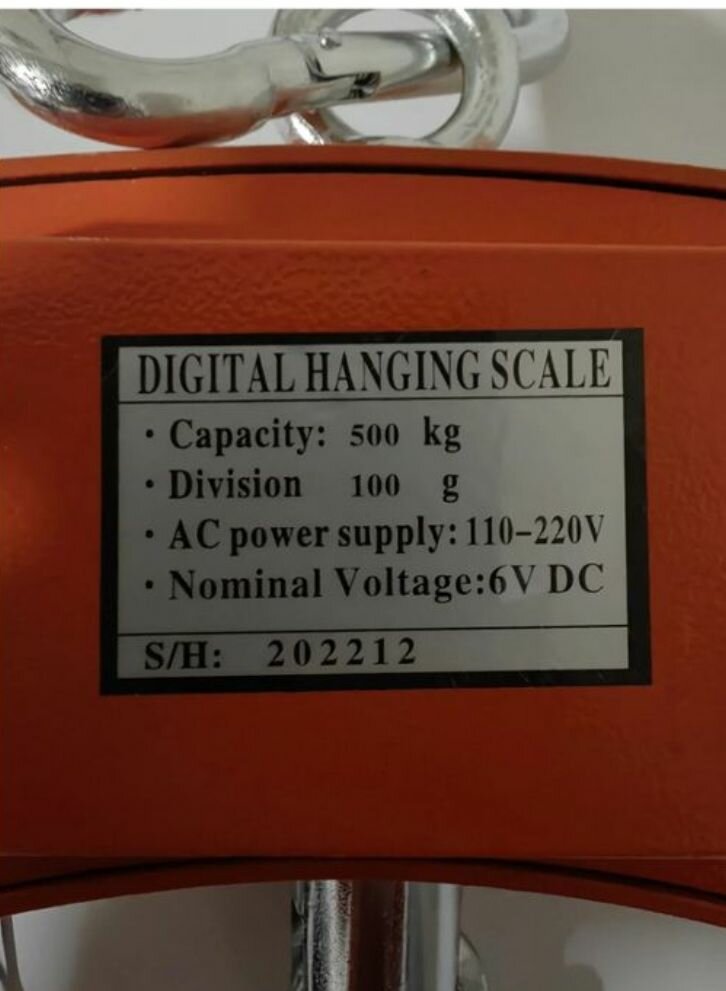 DIGITAL HANGING SCALE
· Capacity: 500 kg
· Division 100 g
· AC power supply: 110-220V
· Nominal Voltage:6V DC
S/H: 202212